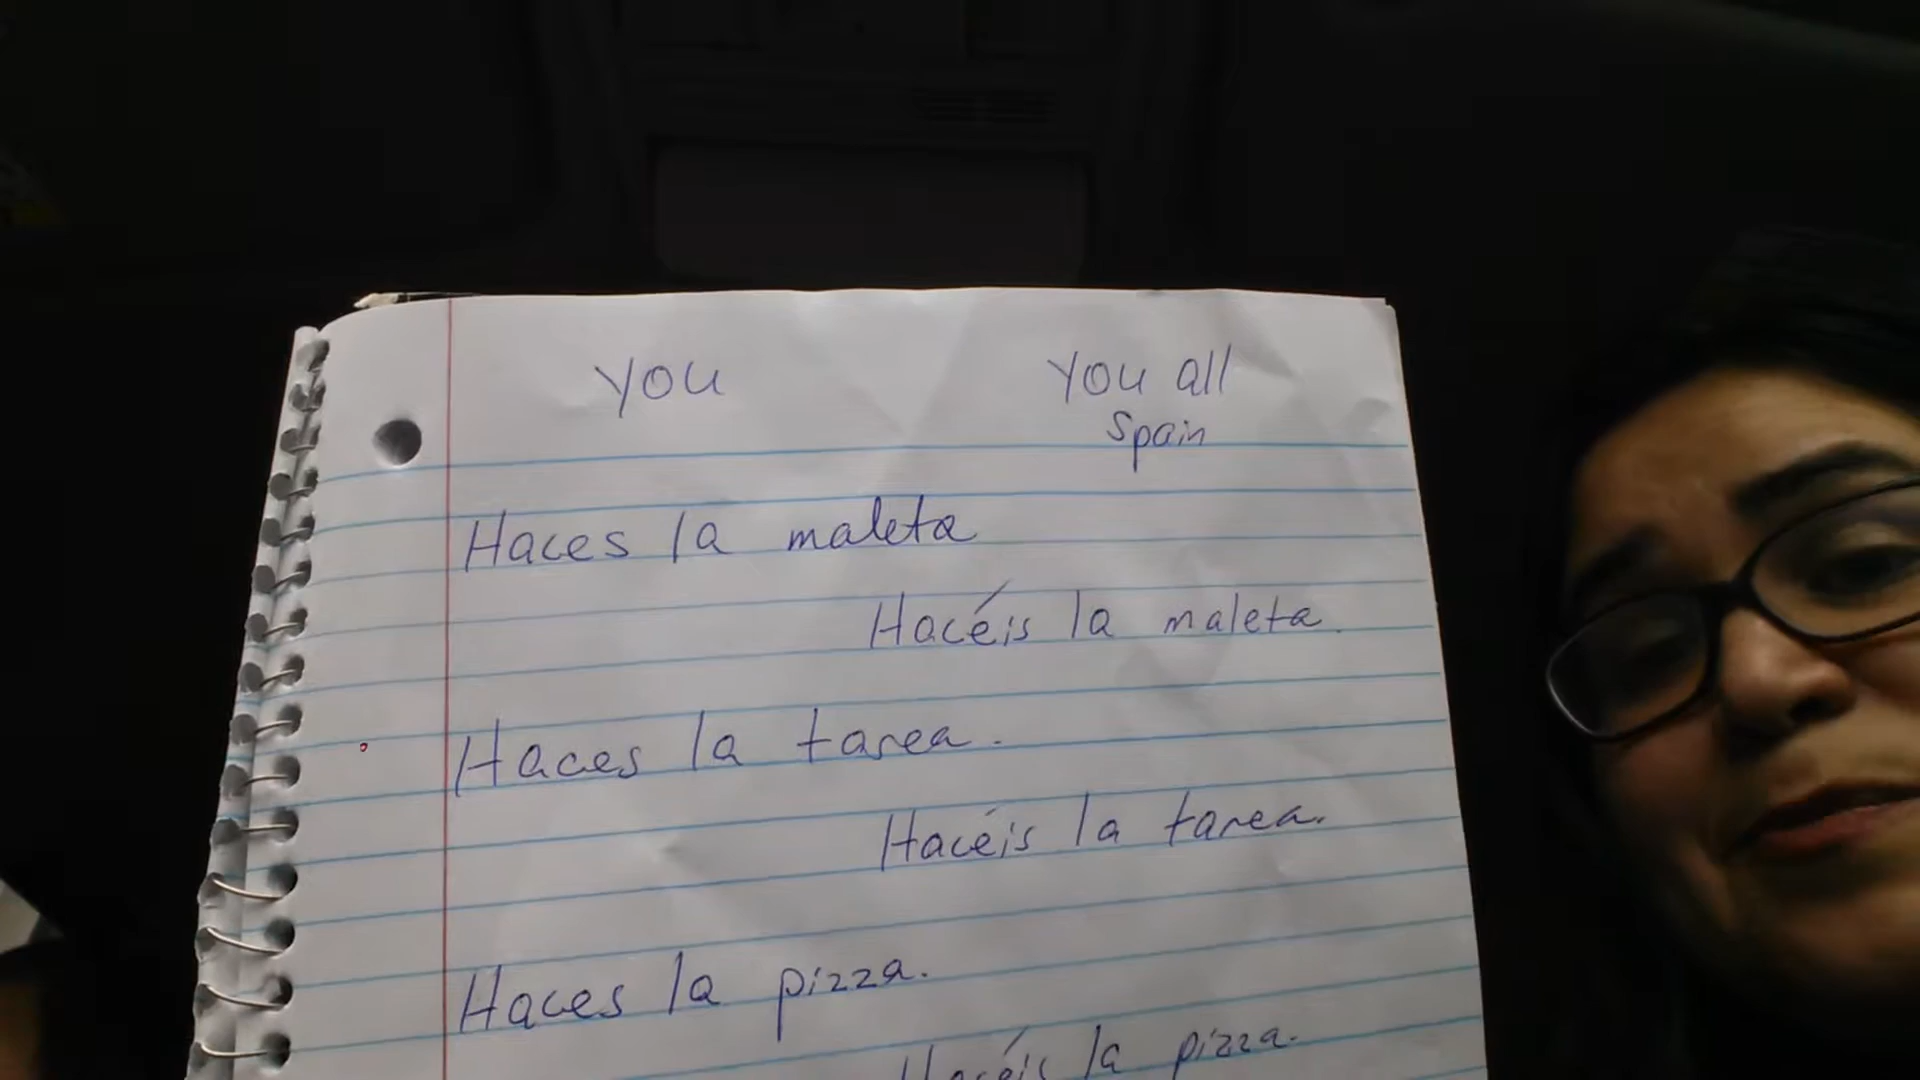 you You all
Spain
Haces la maleta
Hacéis la maleta.
Haces la tarea.
Hacéis la tarea.
Haces la pizza.
Hacéis la pizza.